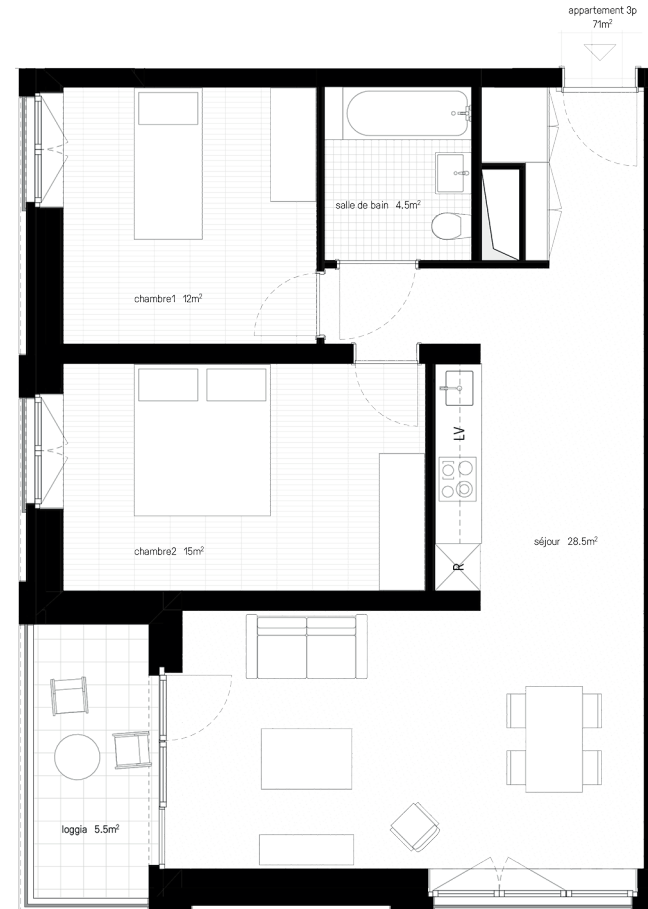 appartement 3p
71m²
salle de bain 4.5m²
chambre1 12m²
LV
séjour 28.5m²
chambre2 15m²
R
loggia 5.5m²